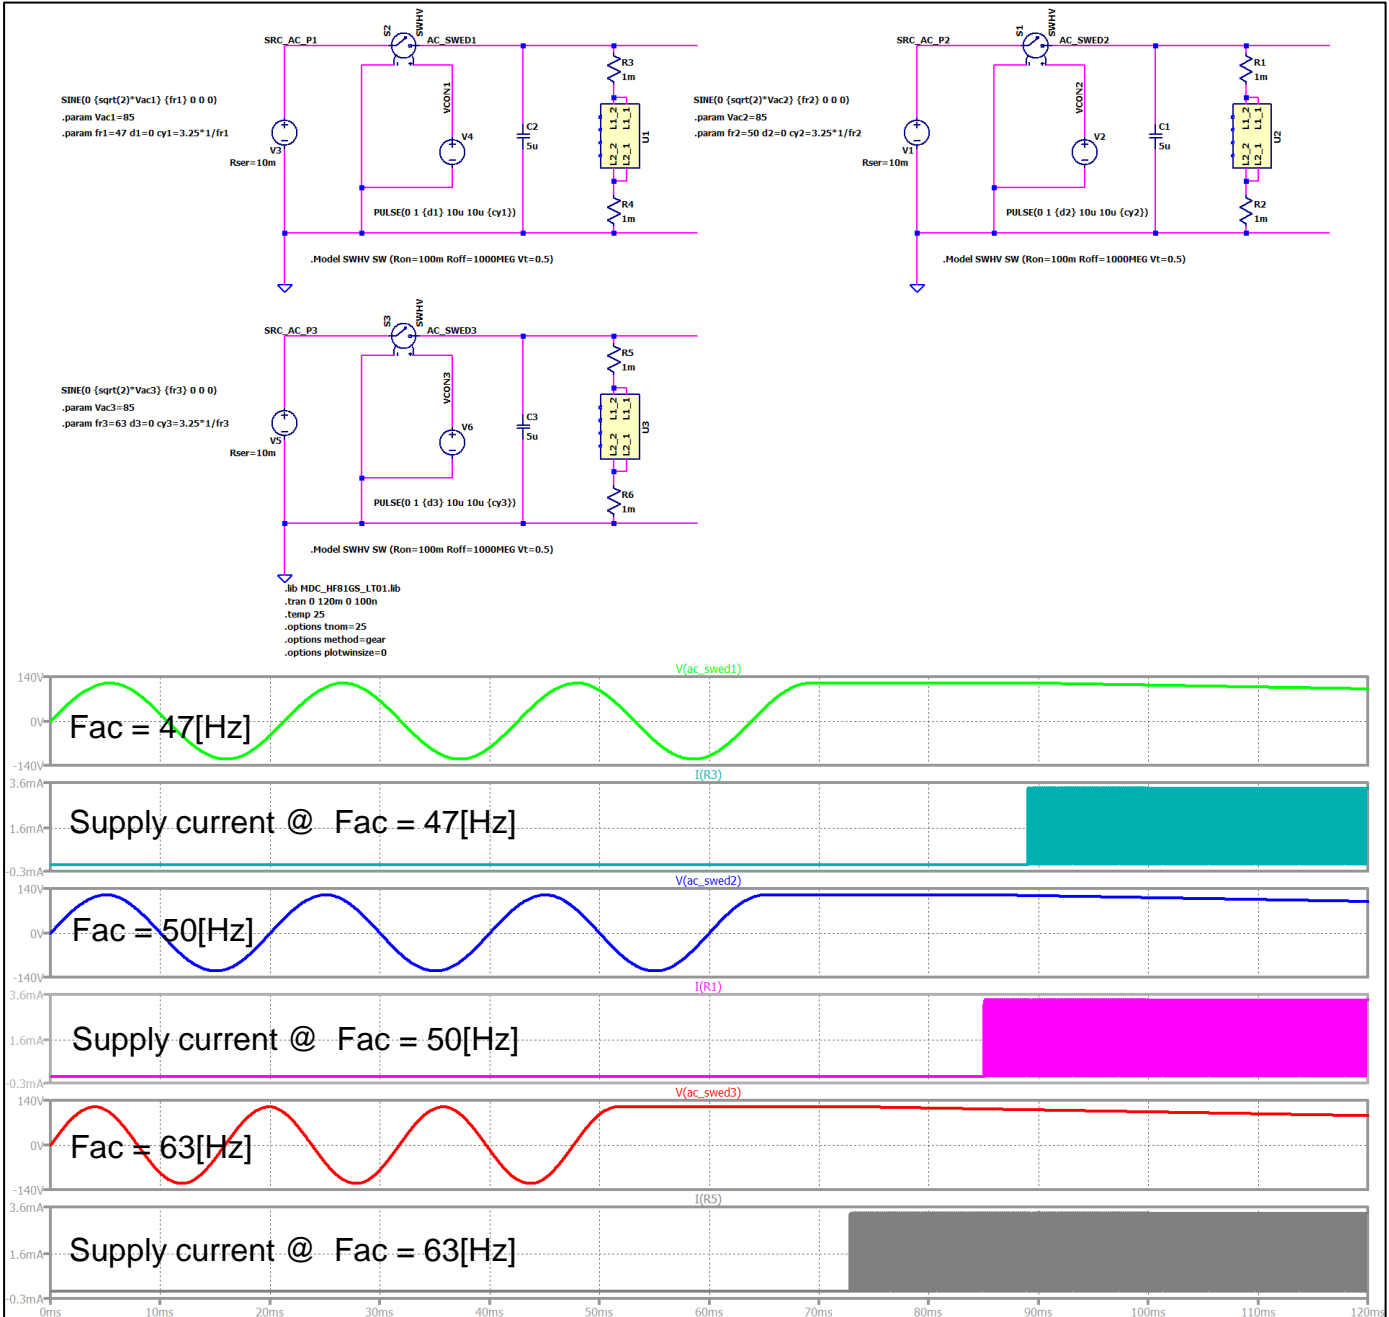 SRC_AC_P1
S2
SWHV
AC_SWED1
SINE(0 {sqrt(2)*Vac1} {fr1} 0 0 0)
.param Vac1=85
.param fr1=47 d1=0 cy1=3.25*1/fr1
V3
Rser=10m
VCON1
V4
C2
5u
R3
1m
L1_2
L1_1
L2_2
L2_1
U1
R4
1m
PULSE(0 1 {d1} 10u 10u {cy1})
.Model SWHV SW (Ron=100m Roff=1000MEG Vt=0.5)
SRC_AC_P2
S1
SWHV
AC_SWED2
SINE(0 {sqrt(2)*Vac2} {fr2} 0 0 0)
.param Vac2=85
.param fr2=50 d2=0 cy2=3.25*1/fr2
V1
Rser=10m
VCON2
V2
C1
5u
R1
1m
L1_2
L1_1
L2_2
L2_1
U2
R2
1m
PULSE(0 1 {d2} 10u 10u {cy2})
.Model SWHV SW (Ron=100m Roff=1000MEG Vt=0.5)
SRC_AC_P3
S3
SWHV
AC_SWED3
SINE(0 {sqrt(2)*Vac3} {fr3} 0 0 0)
.param Vac3=85
.param fr3=63 d3=0 cy3=3.25*1/fr3
V5
Rser=10m
VCON3
V6
C3
5u
R5
1m
L1_2
L1_1
L2_2
L2_1
U3
R6
1m
PULSE(0 1 {d3} 10u 10u {cy3})
.Model SWHV SW (Ron=100m Roff=1000MEG Vt=0.5)
.lib MDC_HF81GS_LT01.lib
.tran 0 120m 0 100n
.temp 25
.options tnom=25
.options method=gear
.options plotwinsize=0
V(ac_swed1)
140V
0V
-140V
Fac = 47[Hz]
I(R3)
3.6mA
1.6mA
-0.3mA
Supply current @ Fac = 47[Hz]
V(ac_swed2)
140V
0V
-140V
Fac = 50[Hz]
I(R1)
3.6mA
1.6mA
-0.3mA
Supply current @ Fac = 50[Hz]
V(ac_swed3)
140V
0V
-140V
Fac = 63[Hz]
I(R5)
3.6mA
1.6mA
-0.3mA
Supply current @ Fac = 63[Hz]
0ms 10ms 20ms 30ms 40ms 50ms 60ms 70ms 80ms 90ms 100ms 110ms 120ms